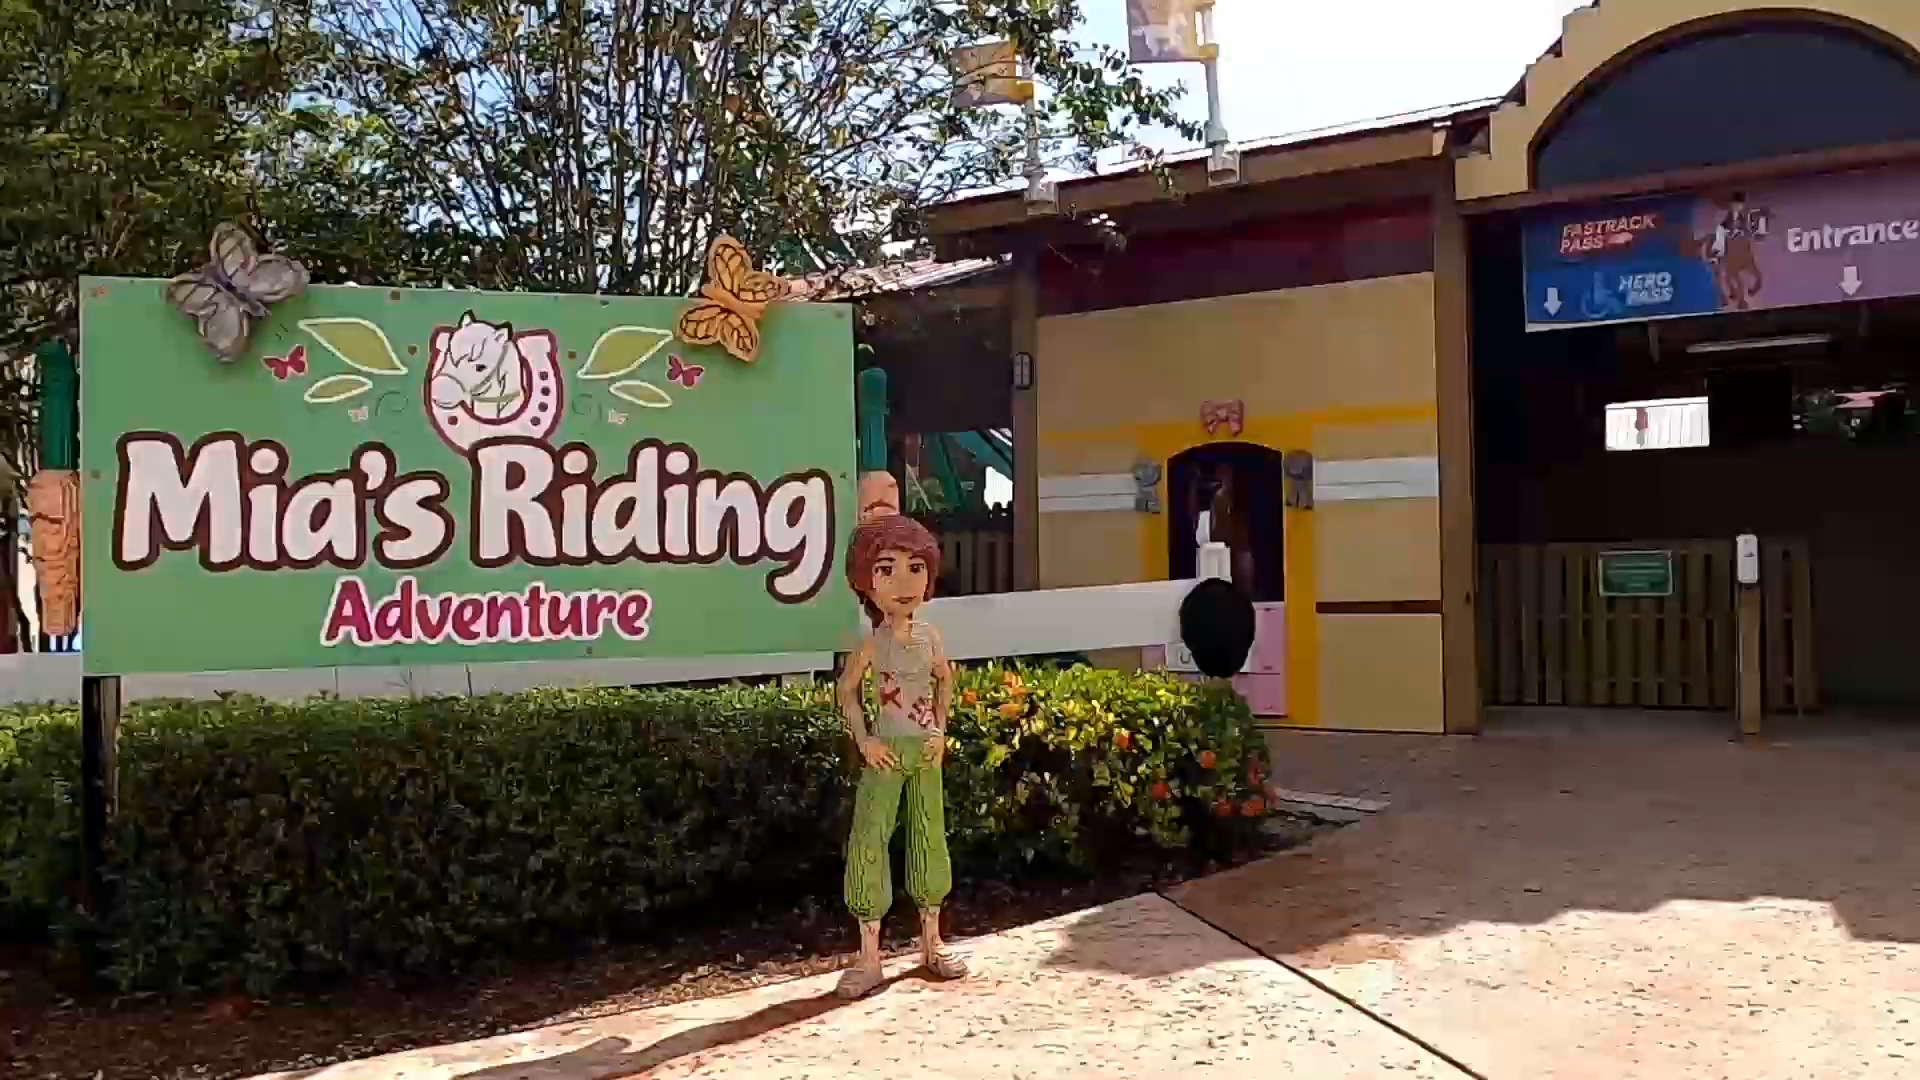 Mia's Riding
Adventure
FASTRACK
PASS
HERO
PASS
Entrance